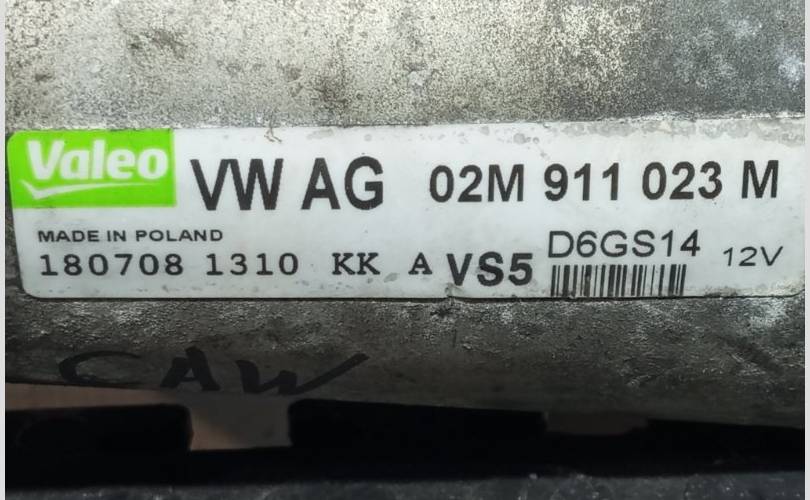 Valeo VW AG 02M 911 023 M
MADE IN POLAND
180708 1310 KK A VS5 D6GS14 12V
CAW